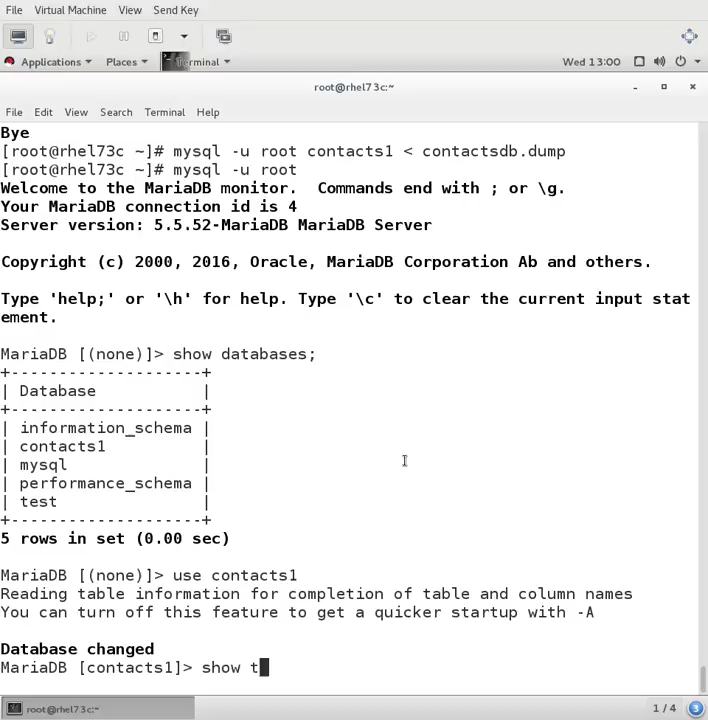 File Virtual Machine View Send Key
Applications Places Terminal Wed 13:00
root@rhel73c:~
File Edit View Search Terminal Help
Bye
[root@rhel73c ~]# mysql -u root contacts1 < contactsdb.dump
[root@rhel73c ~]# mysql -u root
Welcome to the MariaDB monitor.  Commands end with ; or \g.
Your MariaDB connection id is 4
Server version: 5.5.52-MariaDB MariaDB Server
Copyright (c) 2000, 2016, Oracle, MariaDB Corporation Ab and others.
Type 'help;' or '\h' for help. Type '\c' to clear the current input stat
ement.
MariaDB [(none)]> show databases;
+--------------------+
| Database           |
+--------------------+
| information_schema |
| contacts1          |
| mysql              |
| performance_schema |
| test               |
+--------------------+
5 rows in set (0.00 sec)
MariaDB [(none)]> use contacts1
Reading table information for completion of table and column names
You can turn off this feature to get a quicker startup with -A
Database changed
MariaDB [contacts1]> show t
root@rhel73c:~ 1 / 4 3